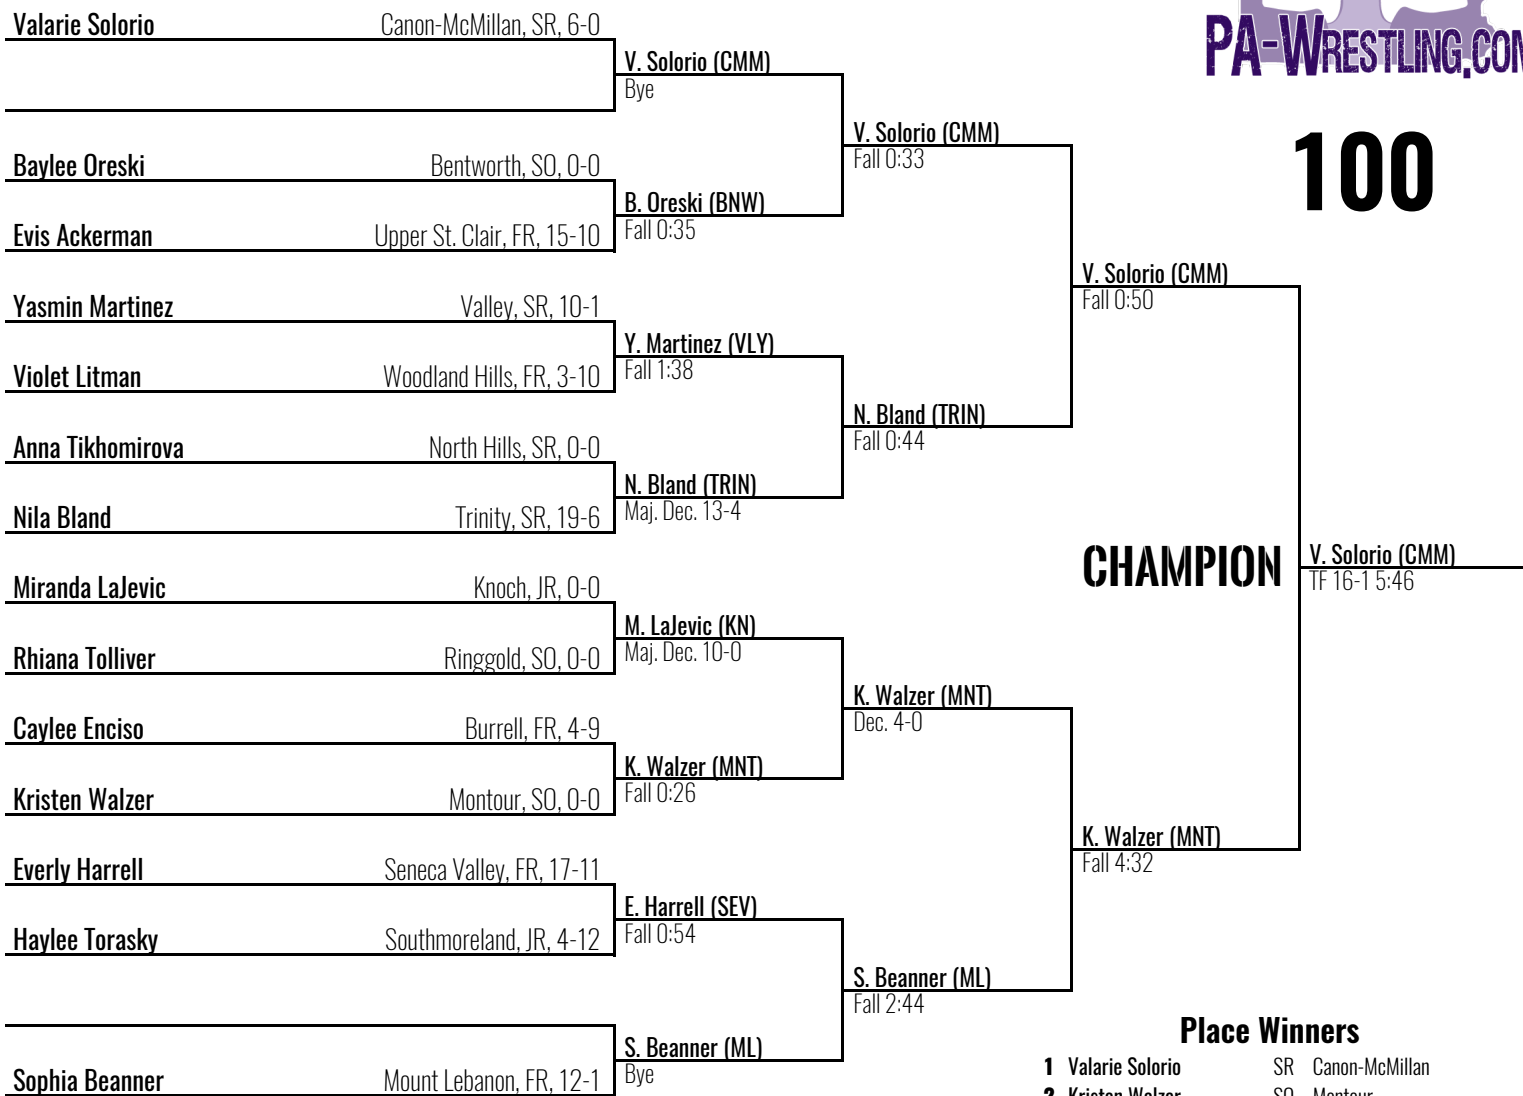 Valarie Solorio Canon-McMillan, SR, 6-0
V. Solorio (CMM)
Bye
PA-WRESTLING.COM
V. Solorio (CMM)
Fall 0:33
100
Baylee Oreski Bentworth, SO, 0-0
B. Oreski (BNW)
Fall 0:35
Evis Ackerman Upper St. Clair, FR, 15-10
V. Solorio (CMM)
Fall 0:50
Yasmin Martinez Valley, SR, 10-1
Y. Martinez (VLY)
Fall 1:38
Violet Litman Woodland Hills, FR, 3-10
N. Bland (TRIN)
Fall 0:44
Anna Tikhomirova North Hills, SR, 0-0
N. Bland (TRIN)
Maj. Dec. 13-4
Nila Bland Trinity, SR, 19-6
CHAMPION
V. Solorio (CMM)
TF 16-1 5:46
Miranda LaJevic Knoch, JR, 0-0
M. LaJevic (KN)
Maj. Dec. 10-0
Rhiana Tolliver Ringgold, SO, 0-0
K. Walzer (MNT)
Dec. 4-0
Caylee Enciso Burrell, FR, 4-9
K. Walzer (MNT)
Fall 0:26
Kristen Walzer Montour, SO, 0-0
K. Walzer (MNT)
Fall 4:32
Everly Harrell Seneca Valley, FR, 17-11
E. Harrell (SEV)
Fall 0:54
Haylee Torasky Southmoreland, JR, 4-12
S. Beanner (ML)
Fall 2:44
S. Beanner (ML)
Bye
Sophia Beanner Mount Lebanon, FR, 12-1
Place Winners
1 Valarie Solorio SR Canon-McMillan
2 Kristen Walzer SO Montour